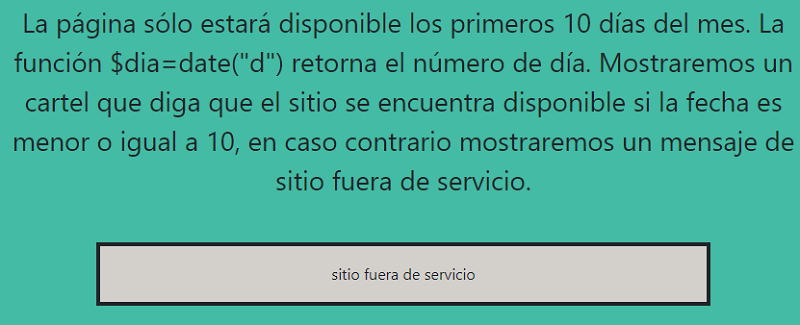 La página sólo estará disponible los primeros 10 días del mes. La
función $dia=date("d") retorna el número de día. Mostraremos un
cartel que diga que el sitio se encuentra disponible si la fecha es
menor o igual a 10, en caso contrario mostraremos un mensaje de
sitio fuera de servicio.
sitio fuera de servicio